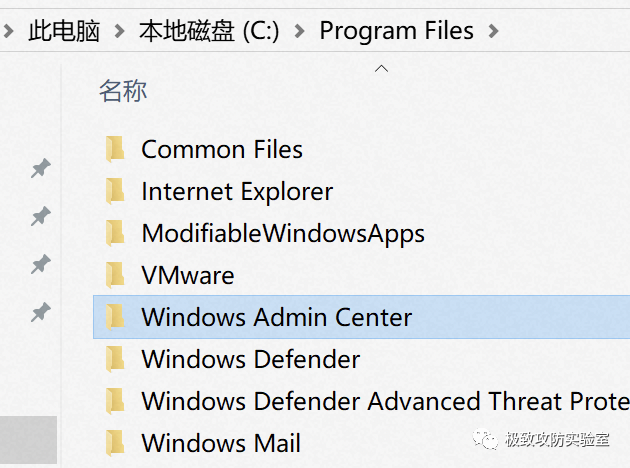 此电脑 > 本地磁盘 (C:) > Program Files >
名称
Common Files
Internet Explorer
ModifiableWindowsApps
VMware
Windows Admin Center
Windows Defender
Windows Defender Advanced Threat Prote
Windows Mail
极致攻防实验室